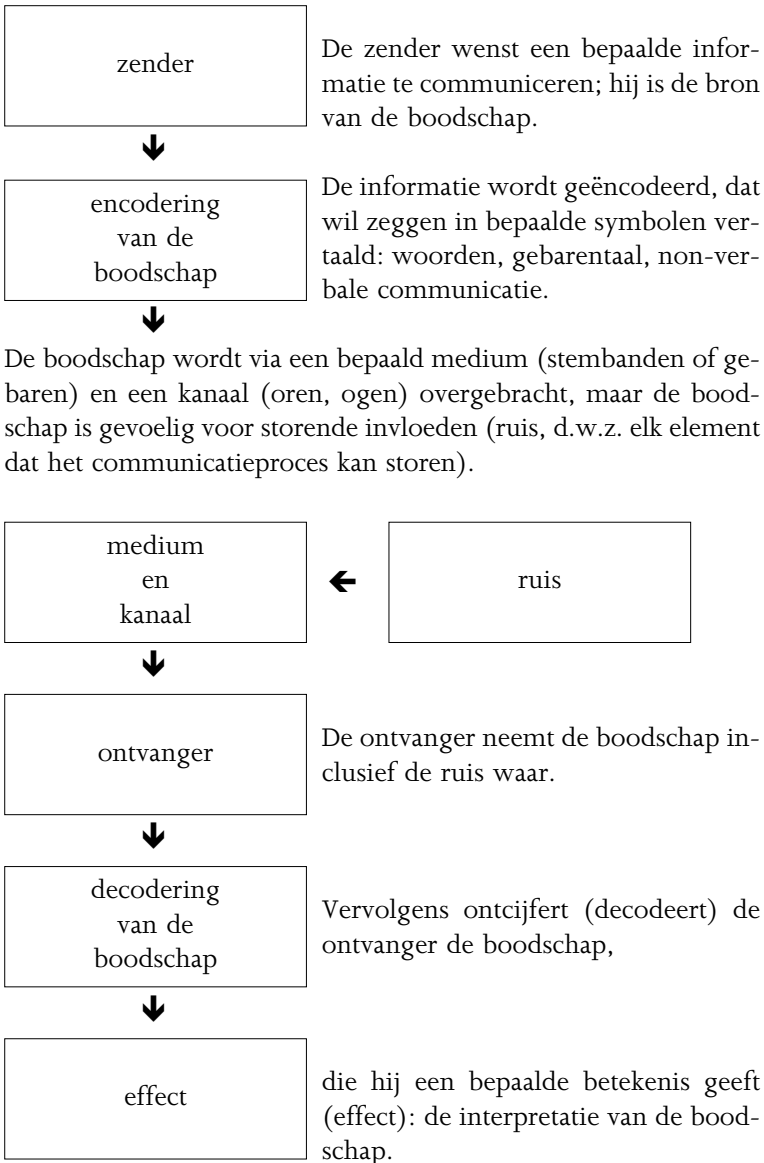 zender
De zender wenst een bepaalde infor-
matie te communiceren; hij is de bron
van de boodschap.
encodering
van de
boodschap
De informatie wordt geëncodeerd, dat
wil zeggen in bepaalde symbolen ver-
taald: woorden, gebarentaal, non-ver-
bale communicatie.
De boodschap wordt via een bepaald medium (stembanden of ge-
baren) en een kanaal (oren, ogen) overgebracht, maar de bood-
schap is gevoelig voor storende invloeden (ruis, d.w.z. elk element
dat het communicatieproces kan storen).
medium
en
kanaal
ruis
ontvanger
De ontvanger neemt de boodschap in-
clusief de ruis waar.
decodering
van de
boodschap
Vervolgens ontcijfert (decodeert) de
ontvanger de boodschap,
effect
die hij een bepaalde betekenis geeft
(effect): de interpretatie van de bood-
schap.